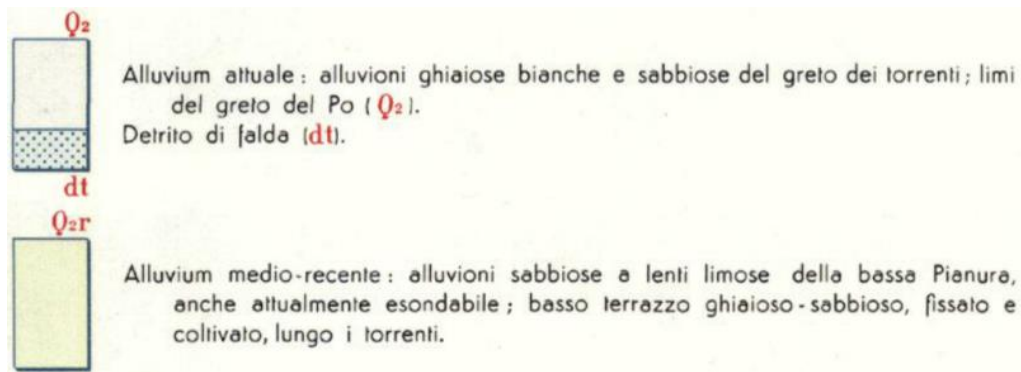 Q₂
Alluvium attuale : alluvioni ghiaiose bianche e sabbiose del greto dei torrenti ; limi
del greto del Po ( Q₂ ).
Detrito di falda (dt).
dt
Q₂r
Alluvium medio-recente : alluvioni sabbiose a lenti limose della bassa Pianura,
anche attualmente esondabile ; basso terrazzo ghiaioso-sabbioso, fissato e
coltivato, lungo i torrenti.